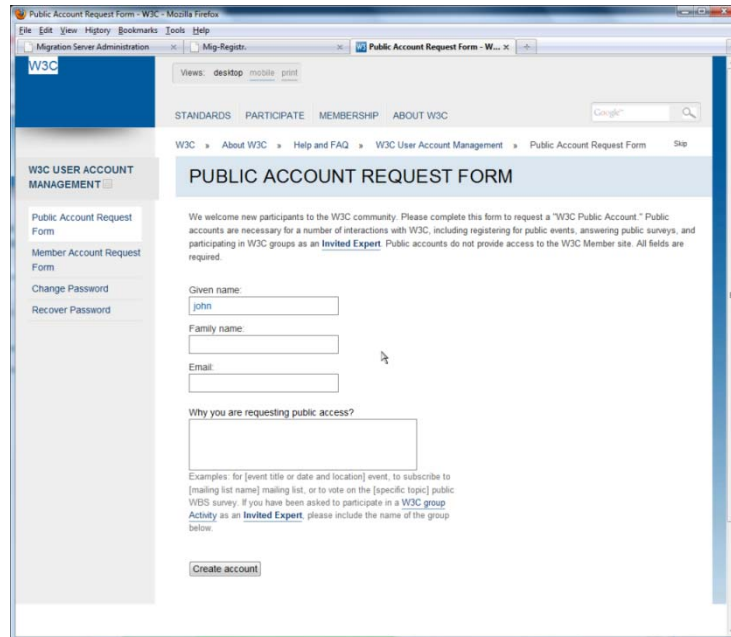 Public Account Request Form - W3C - Mozilla Firefox
File Edit View History Bookmarks Tools Help
Migration Server Administration × Mig-Registr. × Public Account Request Form - W... ×
W3C
Views: desktop mobile print
STANDARDS PARTICIPATE MEMBERSHIP ABOUT W3C
Google™
W3C » About W3C » Help and FAQ » W3C User Account Management » Public Account Request Form Skip
W3C USER ACCOUNT
MANAGEMENT
Public Account Request
Form
Member Account Request
Form
Change Password
Recover Password
PUBLIC ACCOUNT REQUEST FORM
We welcome new participants to the W3C community. Please complete this form to request a "W3C Public Account." Public
accounts are necessary for a number of interactions with W3C, including registering for public events, answering public surveys, and
participating in W3C groups as an Invited Expert. Public accounts do not provide access to the W3C Member site. All fields are
required.
Given name:
john
Family name:
Email:
Why you are requesting public access?
Examples: for [event title or date and location] event, to subscribe to
[mailing list name] mailing list, or to vote on the [specific topic] public
WBS survey. If you have been asked to participate in a W3C group
Activity as an Invited Expert, please include the name of the group
below.
Create account